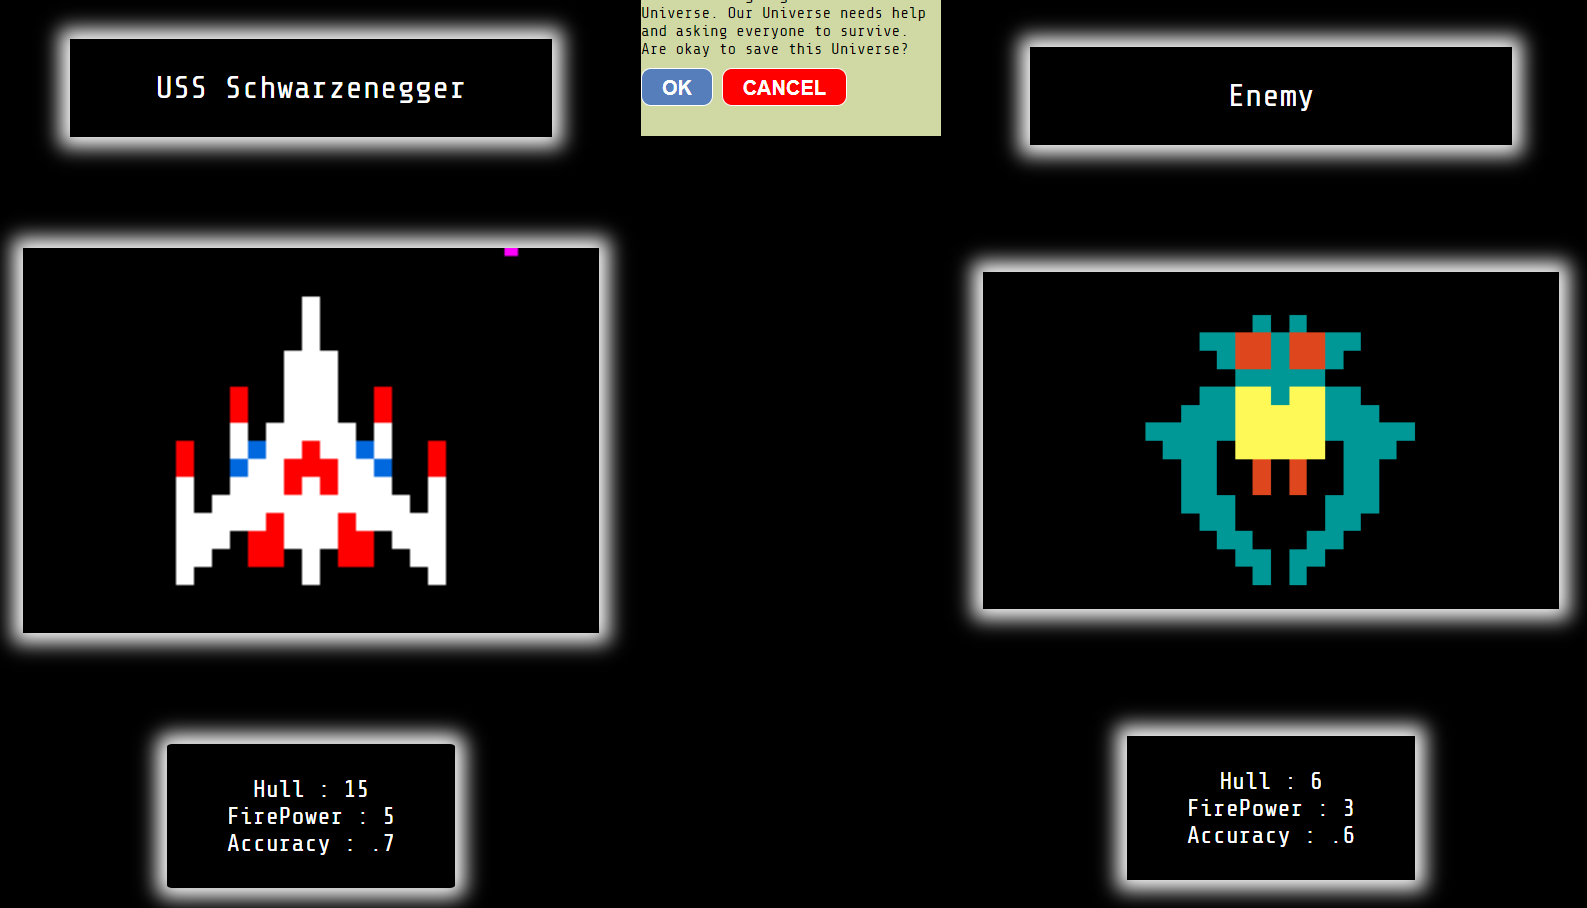 USS Schwarzenegger
Universe. Our Universe needs help
and asking everyone to survive.
Are okay to save this Universe?
OK CANCEL
Enemy
Hull : 15
FirePower : 5
Accuracy : .7
Hull : 6
FirePower : 3
Accuracy : .6